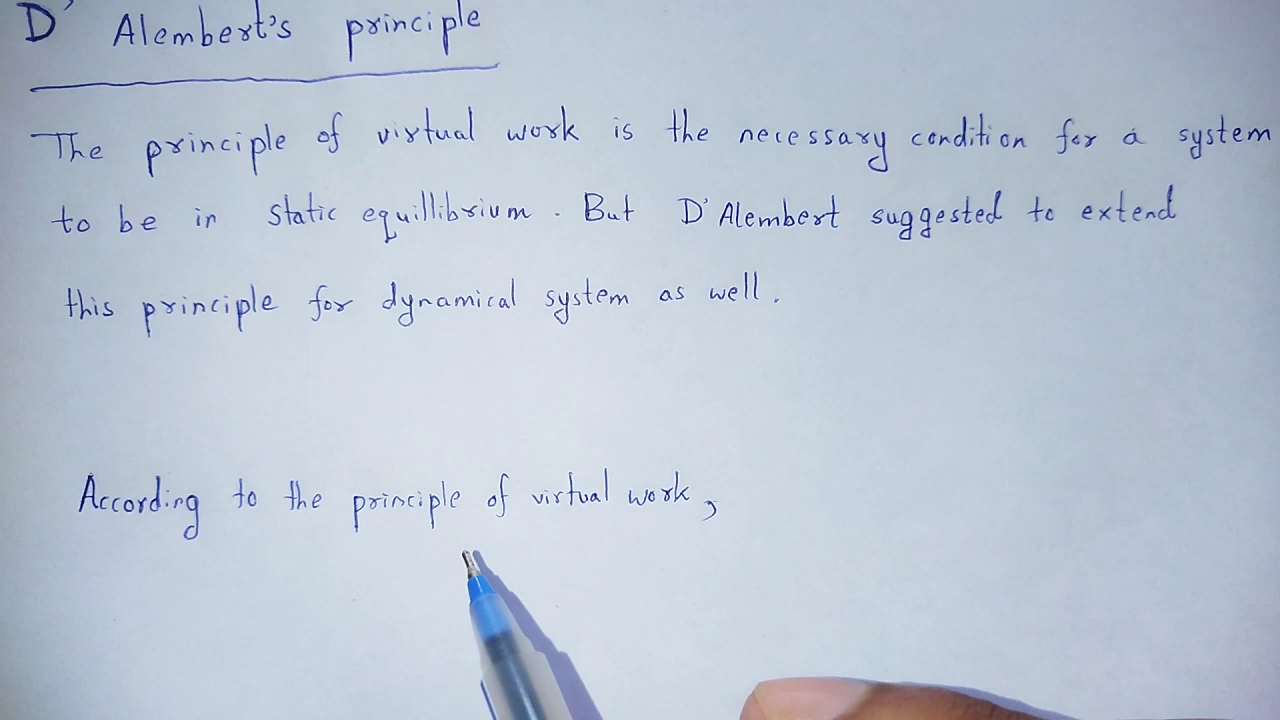 D' Alembert's principle
The principle of virtual work is the necessary condition for a system
to be in static equillibrium. But D'Alembert suggested to extend
this principle for dynamical system as well.
According to the principle of virtual work,